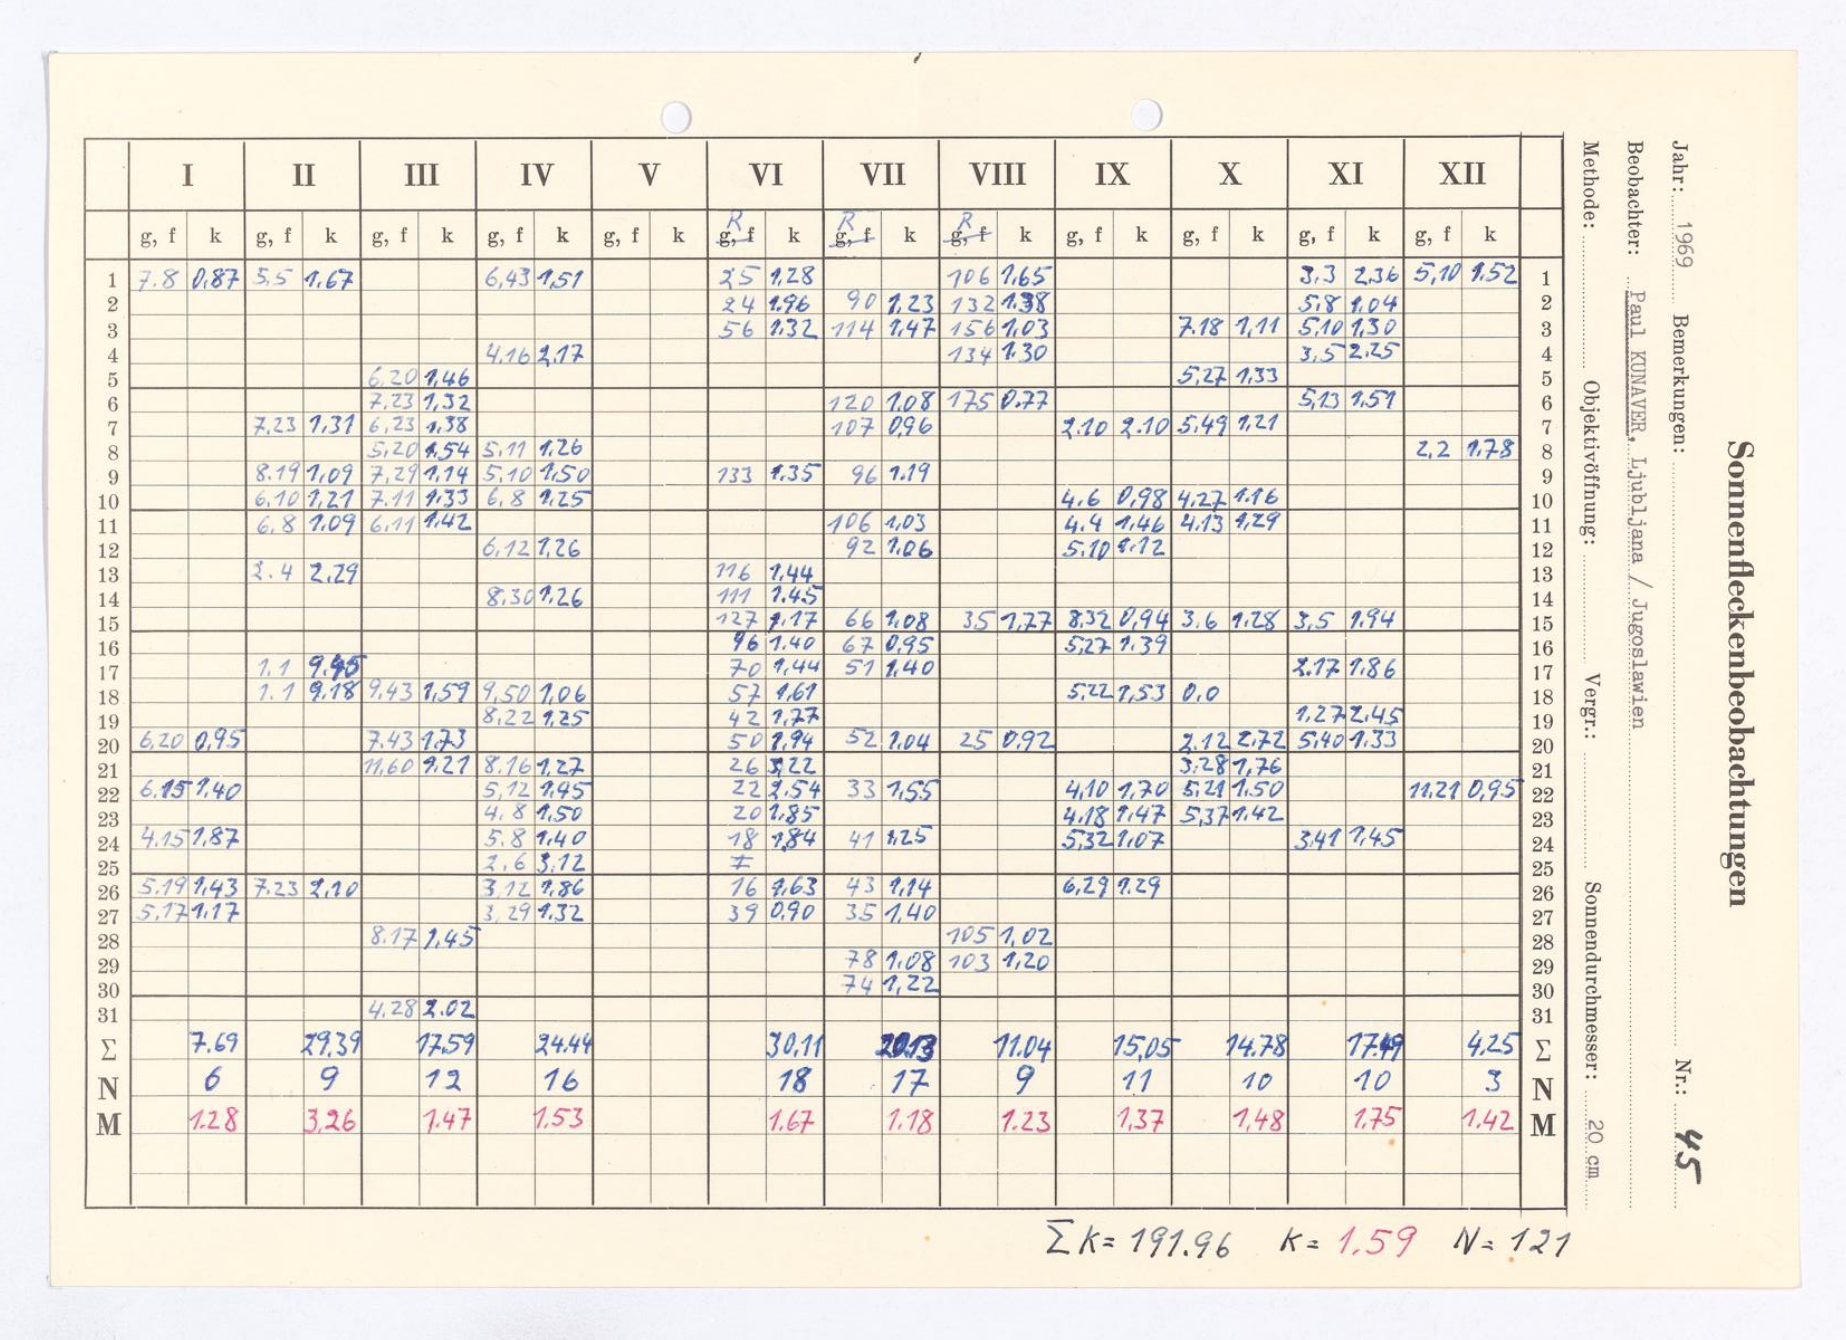 Sonnenfleckenbeobachtungen
Jahr: 1969 Bemerkungen: Nr.: 45
Beobachter: Paul KUNAVER, Ljubljana / Jugoslawien
Methode: Objektivöffnung: Vergr.: Sonnendurchmesser: 20 cm
I II III IV V VI VII VIII IX X XI XII
g, f k g, f k g, f k g, f k g, f k R g, f k R g, f k R g, f k g, f k g, f k g, f k g, f k
1 7.8 0,87 5,5 1.67 6,43 1,51 25 1,28 106 1.65 3.3 2,36 5,10 1.52 1
2 24 1.96 90 1,23 132 1.38 5.8 1.04 2
3 56 1.32 114 1,47 156 1,03 7.18 1,11 5,10 1,30 3
4 4.16 2,17 134 1.30 3,5 2.25 4
5 6.20 1,46 5,27 1.33 5
6 7.23 1,32 120 1.08 175 0.77 5,13 1,51 6
7 7,23 1,31 6,23 1,38 107 0,96 2.10 2.10 5,49 1,21 7
8 5,20 1,54 5,11 1,26 2,2 1,78 8
9 8.19 1,09 7,29 1,14 5,10 1,50 133 1,35 96 1.19 9
10 6,10 1,21 7.11 1,33 6,8 1,25 4.6 0,98 4,27 1.16 10
11 6.8 1,09 6,11 1,42 106 1,03 4.4 1,46 4.13 1,29 11
12 6,12 1,26 92 1.06 5.10 1.12 12
13 2.4 2,29 116 1,44 13
14 8,30 1,26 111 1.45 14
15 127 1,17 66 1,08 35 1,77 8,32 0,94 3.6 1,28 3,5 1,94 15
16 96 1.40 67 0,95 5,27 1.39 16
17 1.1 9.45 70 1,44 51 1,40 2.17 1,86 17
18 1.1 9.18 9,43 1,59 9,50 1,06 57 1,61 5,22 1,53 0,0 18
19 8,22 1,25 42 1,77 1,27 2,45 19
20 6,20 0,95 7.43 1.73 50 1,94 52 1,04 25 0,92 2.12 2.72 5,40 1.33 20
21 11,60 1.21 8.16 1,27 26 3,22 3.28 1,76 21
22 6.15 1,40 5,12 1,45 22 2.54 33 1,55 4,10 1,70 5,21 1.50 11.21 0,95 22
23 4.8 1,50 20 1,85 4.18 1,47 5,37 1.42 23
24 4.15 1,87 5.8 1,40 18 1,84 41 1,25 5,32 1,07 3,41 1,45 24
25 2.6 3,12 25
26 5.19 1,43 7.23 2,10 3,12 1,86 16 1,63 43 1,14 6,29 1.29 26
27 5,17 1,17 3,29 1.32 39 0,90 35 1,40 27
28 8.17 1,45 105 1,02 28
29 78 1.08 103 1,20 29
30 74 1,22 30
31 4.28 2.02 31
Σ 7.69 29.39 17.59 24.44 30,11 20.13 11.04 15,05 14.78 17.49 4,25 Σ
N 6 9 12 16 18 17 9 11 10 10 3 N
M 1.28 3,26 1.47 1.53 1.67 1.18 1.23 1,37 1,48 1.75 1.42 M
Σ k = 191.96 k = 1.59 N = 121